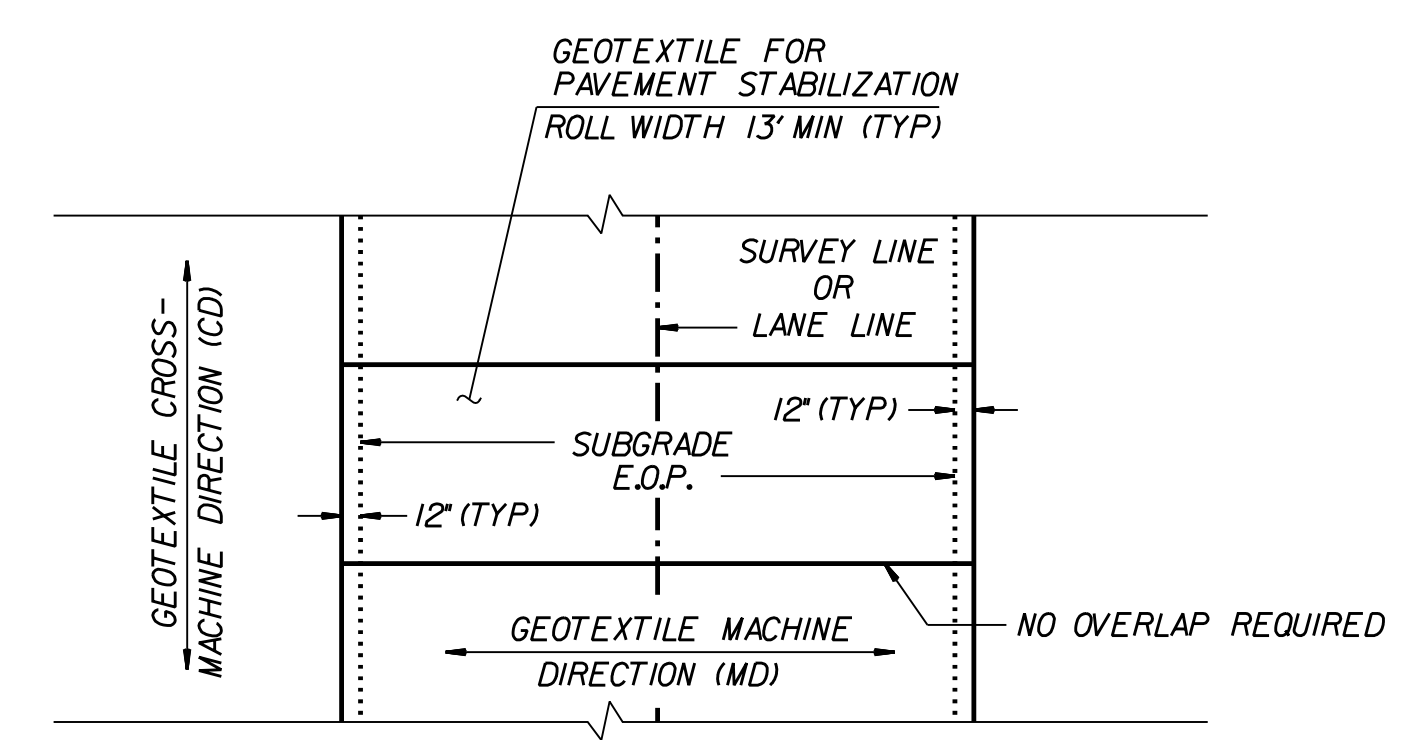 GEOTEXTILE FOR
PAVEMENT STABILIZATION
ROLL WIDTH 13' MIN (TYP)
SURVEY LINE
OR
LANE LINE
GEOTEXTILE CROSS-
MACHINE DIRECTION (CD)
12" (TYP)
SUBGRADE
E.O.P.
12" (TYP)
NO OVERLAP REQUIRED
GEOTEXTILE MACHINE
DIRECTION (MD)